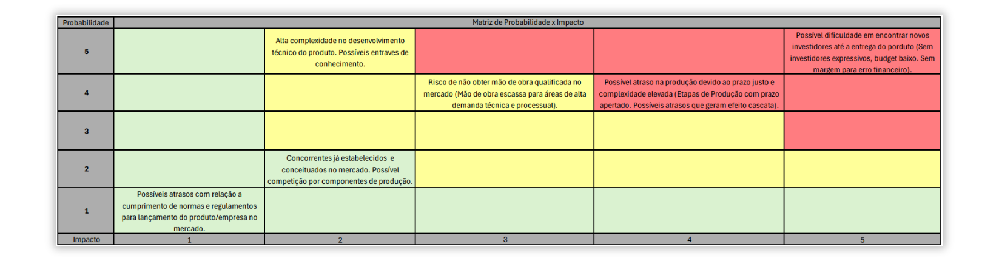 Probabilidade
Matriz de Probabilidade x Impacto
5
Alta complexidade no desenvolvimento
técnico do produto. Possíveis entraves de
conhecimento.
Possível dificuldade em encontrar novos
investidores até a entrega do porduto (Sem
investidores expressivos, budget baixo. Sem
margem para erro financeiro).
4
Risco de não obter mão de obra qualificada no
mercado (Mão de obra escassa para áreas de alta
demanda técnica e processual).
Possível atraso na produção devido ao prazo justo e
complexidade elevada (Etapas de Produção com prazo
apertado. Possíveis atrasos que geram efeito cascata).
3
2
Concorrentes já estabelecidos e
conceituados no mercado. Possível
competição por componentes de produção.
1
Possíveis atrasos com relação a
cumprimento de normas e regulamentos
para lançamento do produto/empresa no
mercado.
Impacto
1
2
3
4
5